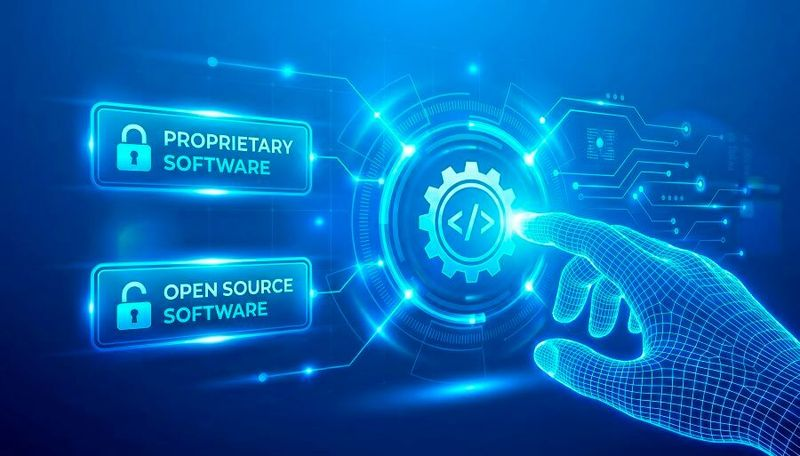 PROPRIETARY
SOFTWARE
</>
OPEN SOURCE
SOFTWARE